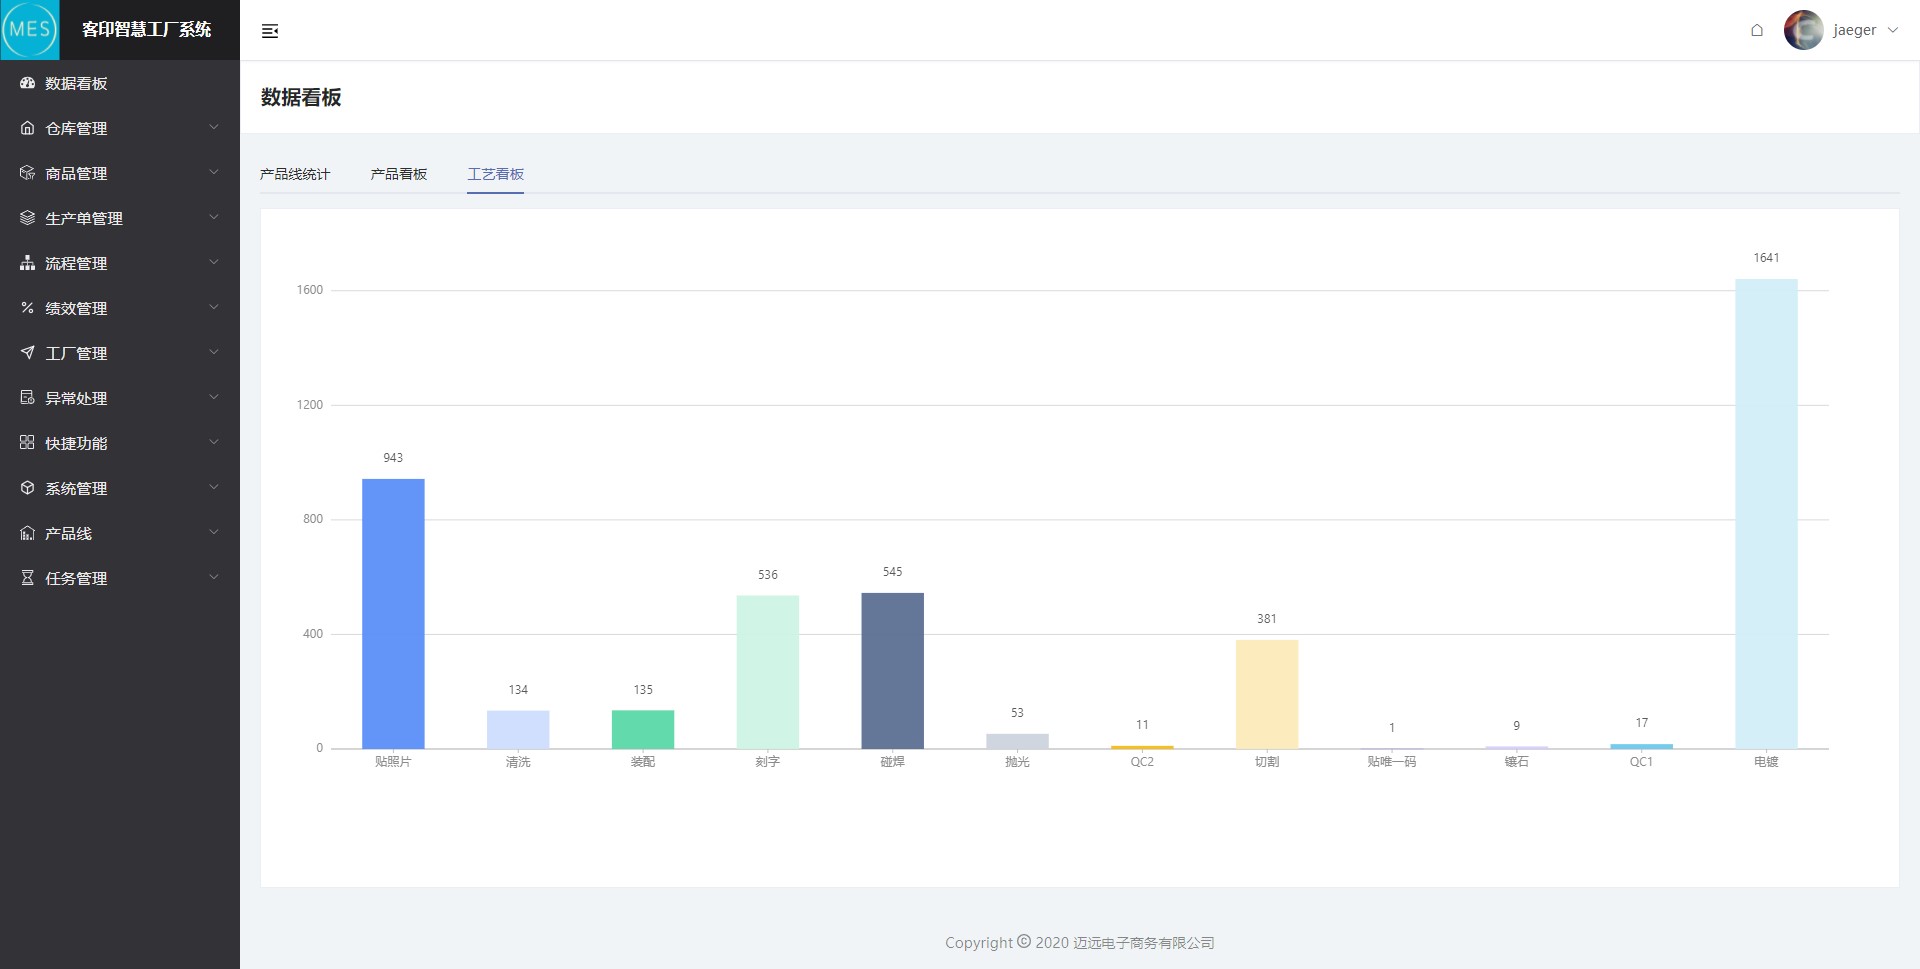 MES
客印智慧工厂系统
jaeger
数据看板
仓库管理
商品管理
生产单管理
流程管理
绩效管理
工厂管理
异常处理
快捷功能
系统管理
产品线
任务管理
数据看板
产品线统计 产品看板 工艺看板
1641
1600
1200
943
800
545
536
381
400
134
135
53
11
1
9
17
0
贴照片 清洗 装配 刻字 碰焊 抛光 QC2 切割 贴唯一码 镶石 QC1 电镀
Copyright © 2020 迈远电子商务有限公司